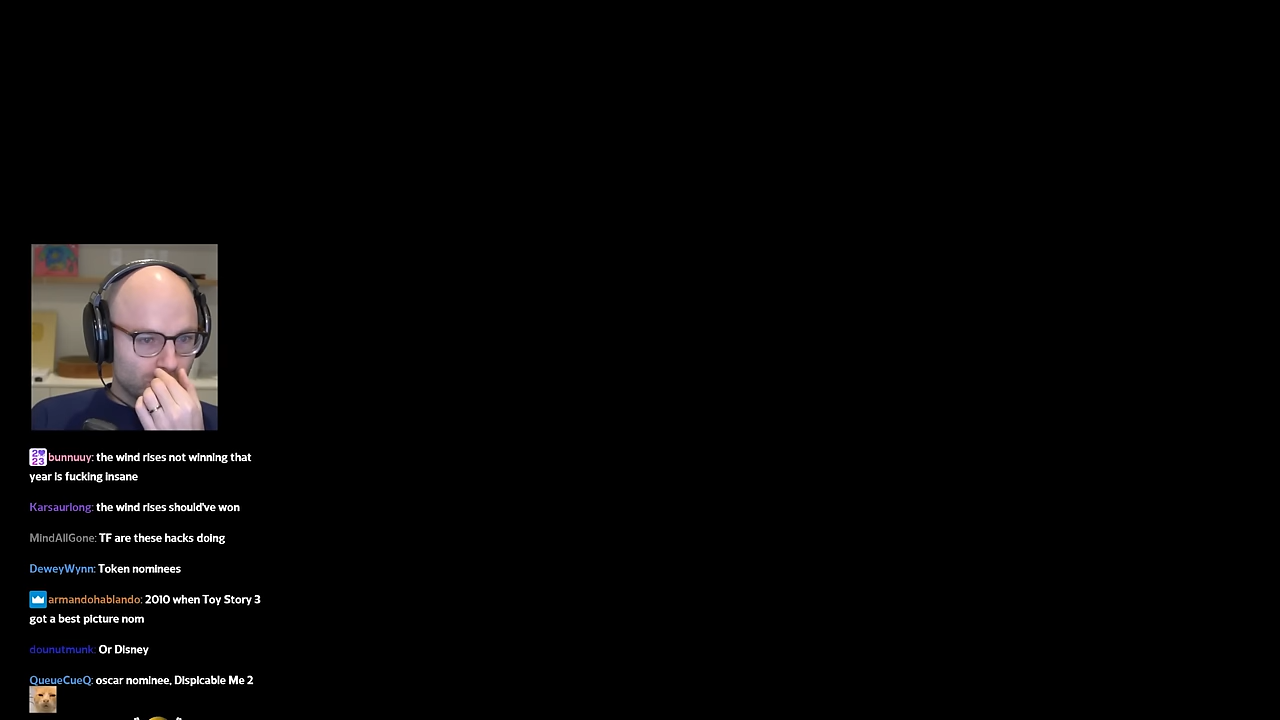 bunnuuy: the wind rises not winning that
year is fucking insane
Karsaurlong: the wind rises should've won
MindAllGone: TF are these hacks doing
DeweyWynn: Token nominees
armandohablando: 2010 when Toy Story 3
got a best picture nom
dounutmunk: Or Disney
QueueCueQ: oscar nominee, Dispicable Me 2